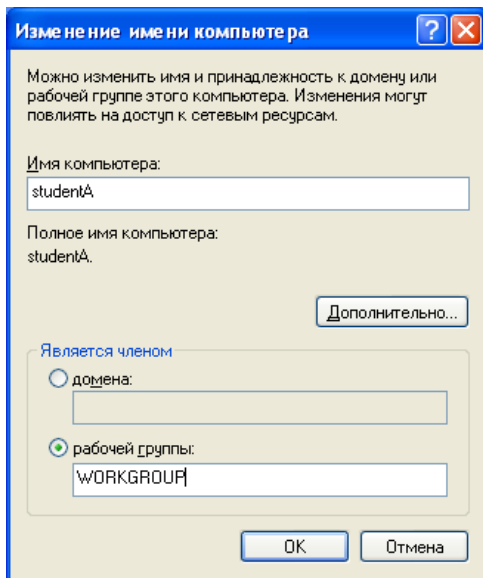 Изменение имени компьютера
Можно изменить имя и принадлежность к домену или
рабочей группе этого компьютера. Изменения могут
повлиять на доступ к сетевым ресурсам.
Имя компьютера:
studentA
Полное имя компьютера:
studentA.
Дополнительно...
Является членом
домена:
рабочей группы:
WORKGROUP
OK Отмена